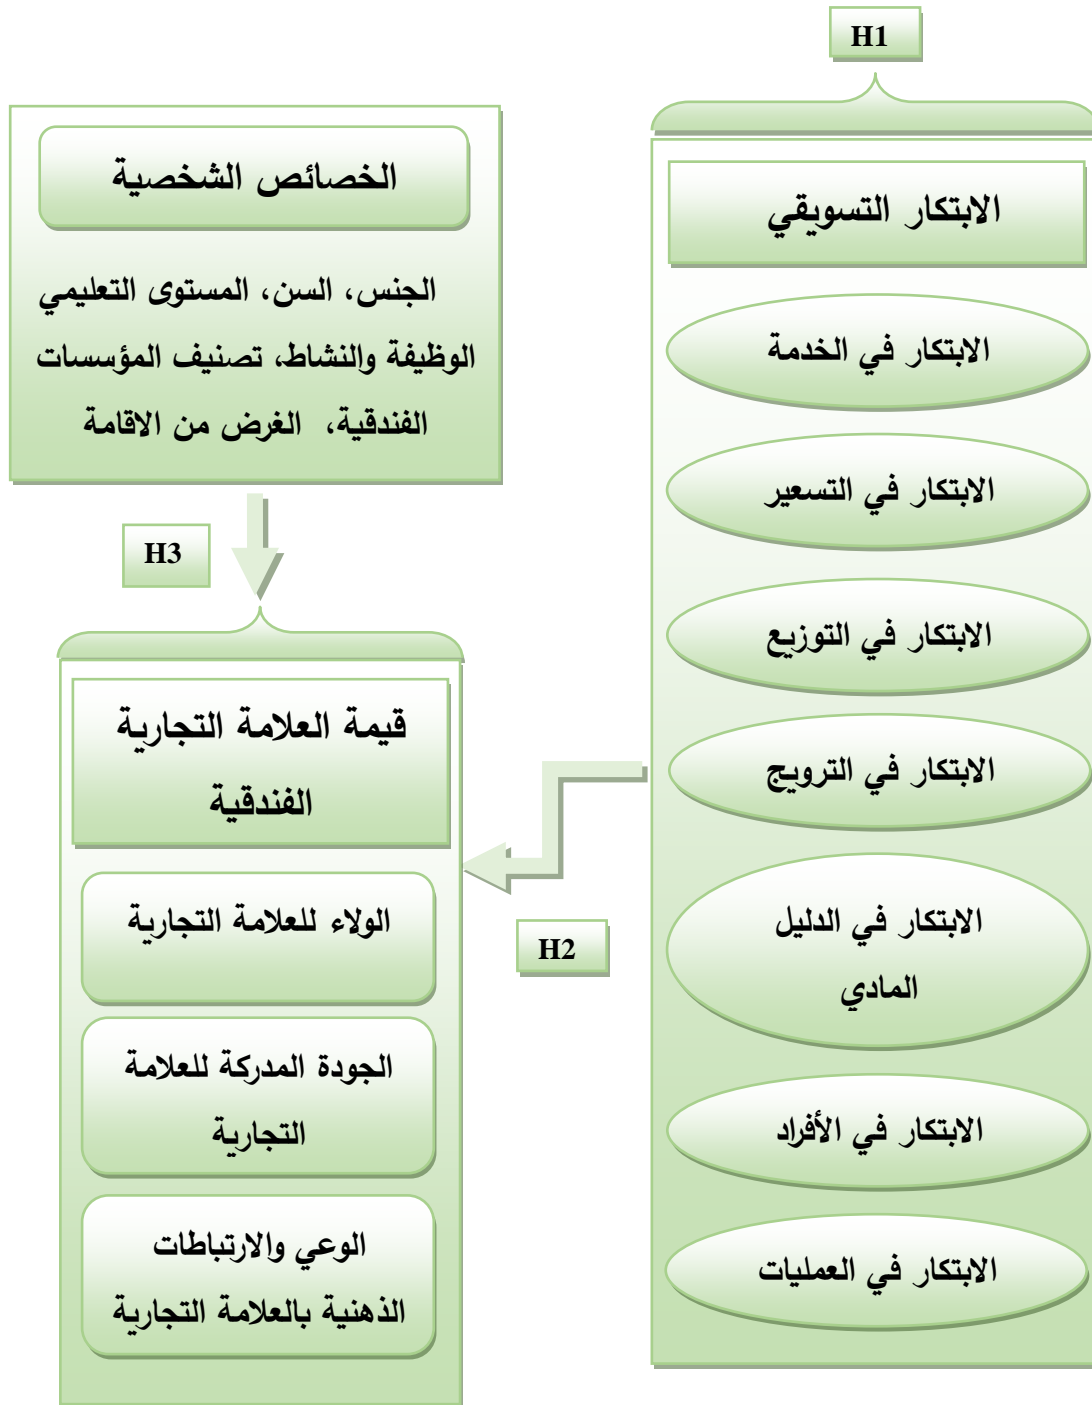 H1
الابتكار التسويقي
الابتكار في الخدمة
الابتكار في التسعير
الابتكار في التوزيع
الابتكار في الترويج
الابتكار في الدليل
المادي
الابتكار في الأفراد
الابتكار في العمليات
الخصائص الشخصية
الجنس، السن، المستوى التعليمي
الوظيفة والنشاط، تصنيف المؤسسات
الفندقية، الغرض من الاقامة
H3
H2
قيمة العلامة التجارية
الفندقية
الولاء للعلامة التجارية
الجودة المدركة للعلامة
التجارية
الوعي والارتباطات
الذهنية بالعلامة التجارية